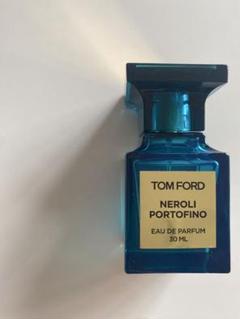 TOM FORD
NEROLI
PORTOFINO
EAU DE PARFUM
30 ML